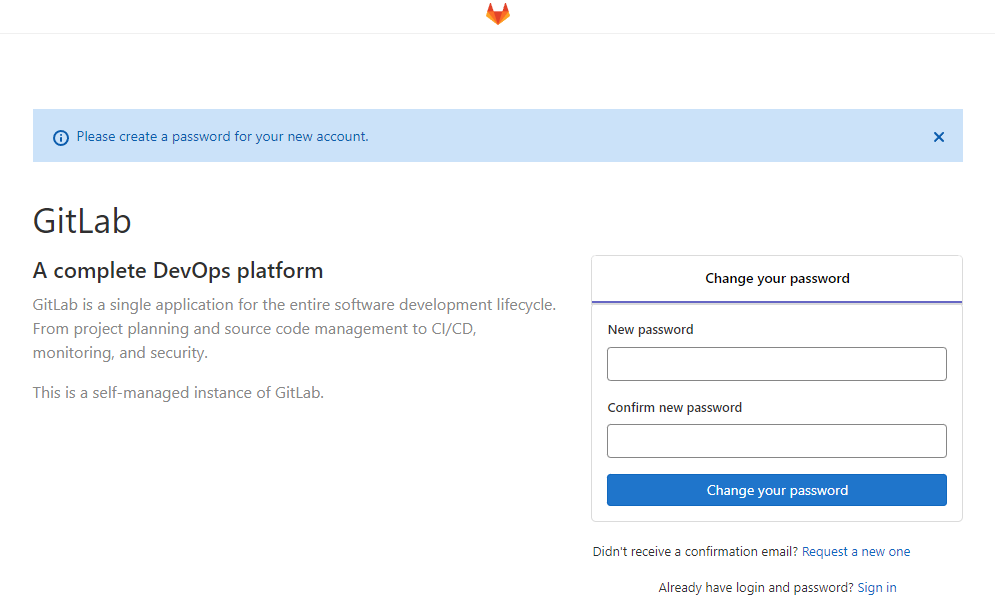 Please create a password for your new account.
GitLab
A complete DevOps platform
GitLab is a single application for the entire software development lifecycle.
From project planning and source code management to CI/CD,
monitoring, and security.
This is a self-managed instance of GitLab.
Change your password
New password
Confirm new password
Change your password
Didn't receive a confirmation email? Request a new one
Already have login and password? Sign in